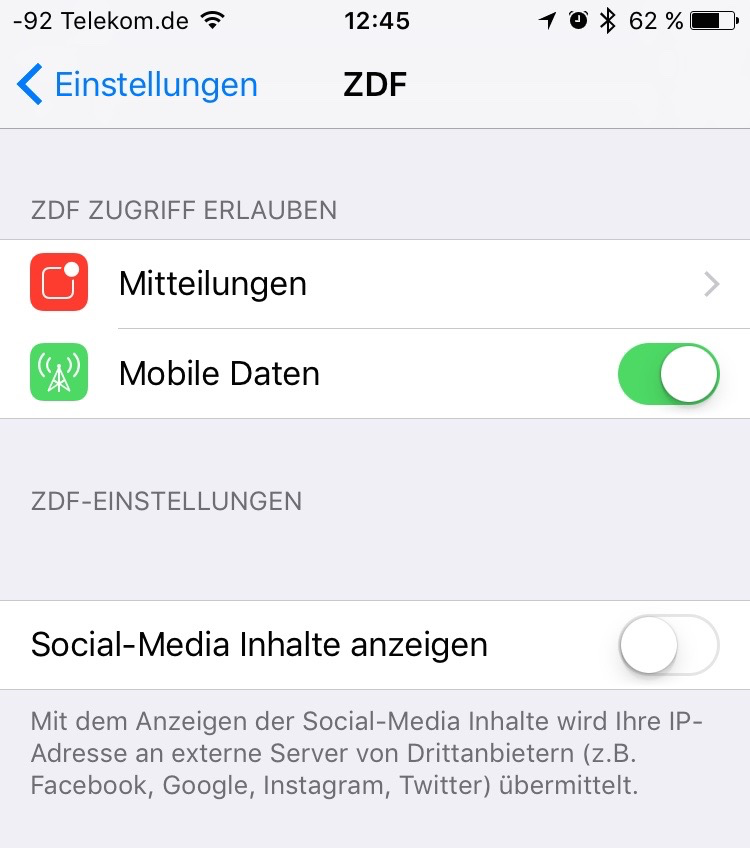 -92 Telekom.de 12:45 62 %
Einstellungen ZDF
ZDF ZUGRIFF ERLAUBEN
Mitteilungen
Mobile Daten
ZDF-EINSTELLUNGEN
Social-Media Inhalte anzeigen
Mit dem Anzeigen der Social-Media Inhalte wird Ihre IP-
Adresse an externe Server von Drittanbietern (z.B.
Facebook, Google, Instagram, Twitter) übermittelt.